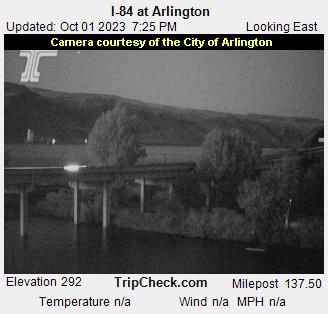 I-84 at Arlington
Updated: Oct 01 2023 7:25 PM Looking East
Camera courtesy of the City of Arlington
Elevation 292 TripCheck.com Milepost 137.50
Temperature n/a Wind n/a MPH n/a